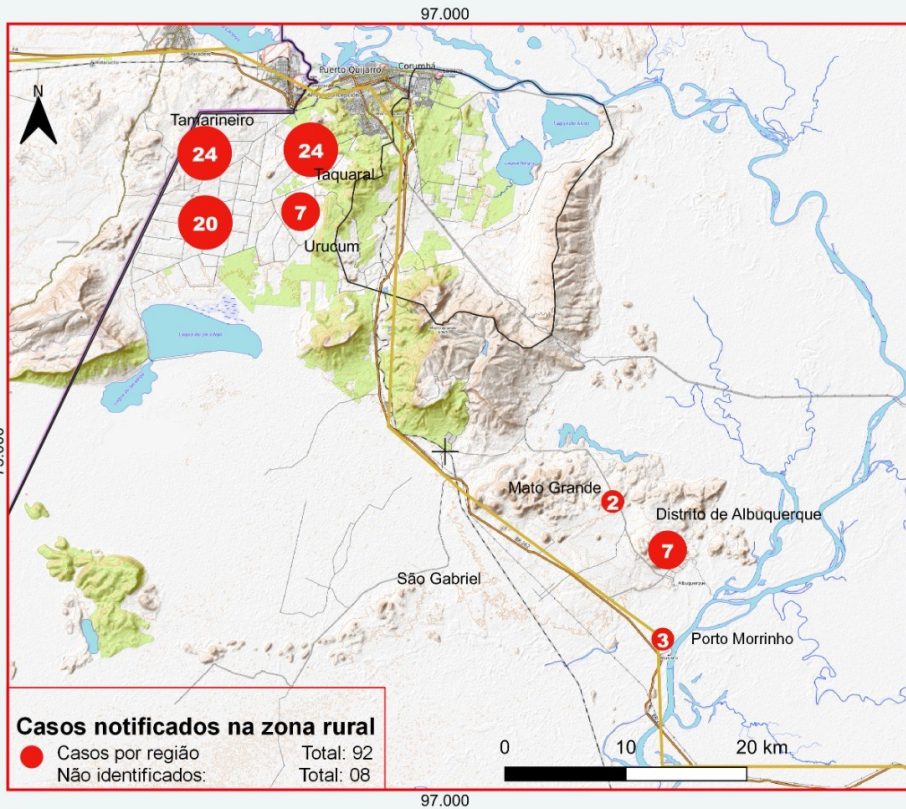 97.000
N
Puerto Quijarro
Corumbá
Tamarineiro
24
24
Taquaral
20
7
Urucum
Mato Grande
2
Distrito de Albuquerque
7
Albuquerque
São Gabriel
3
Porto Morrinho
Casos notificados na zona rural
Casos por região Total: 92
Não identificados: Total: 08
0 10 20 km
97.000